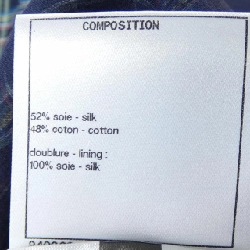 COMPOSITION
52% soie - silk
48% coton - cotton
doublure - lining :
100% soie - silk